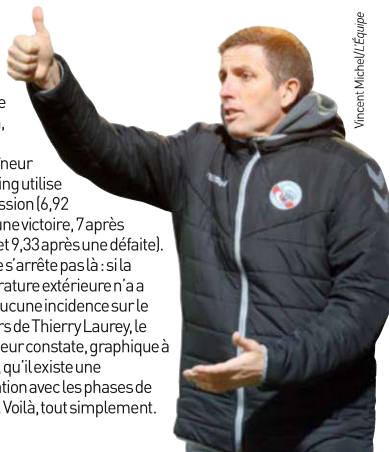 e
,
neur
ing utilise
ssion (6,92
une victoire, 7 après
et 9,33 après une défaite).
e s'arrête pas là : si la
rature extérieure n'a a
ucune incidence sur le
rs de Thierry Laurey, le
eur constate, graphique à
, qu'il existe une
ation avec les phases de
. Voilà, tout simplement.
Vincent Michel/L'Équipe